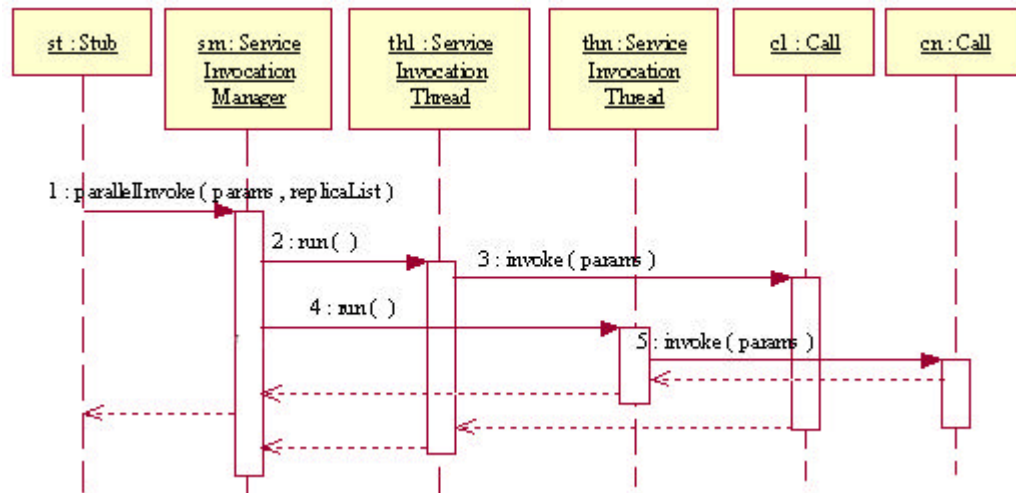 st : Stub
sm : Service
Invocation
Manager
th1 : Service
Invocation
Thread
thn : Service
Invocation
Thread
c1 : Call
cn : Call
1 : parallelInvoke ( params , replicaList )
2 : run ( )
3 : invoke ( params )
4 : run ( )
5 : invoke ( params )